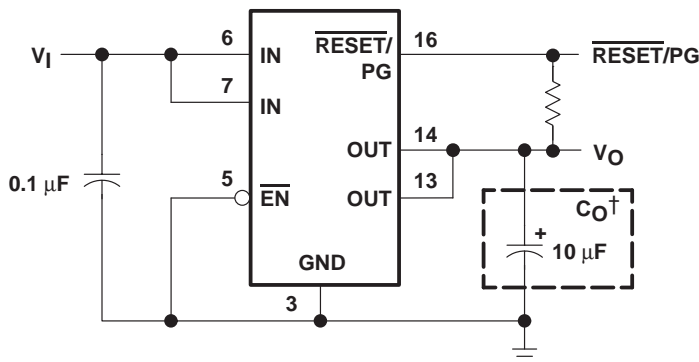 V_I
6
IN
7
IN
RESET/
PG
16
RESET/PG
OUT
14
V_O
OUT
13
5
EN
0.1 μF
C_O†
+
10 μF
GND
3